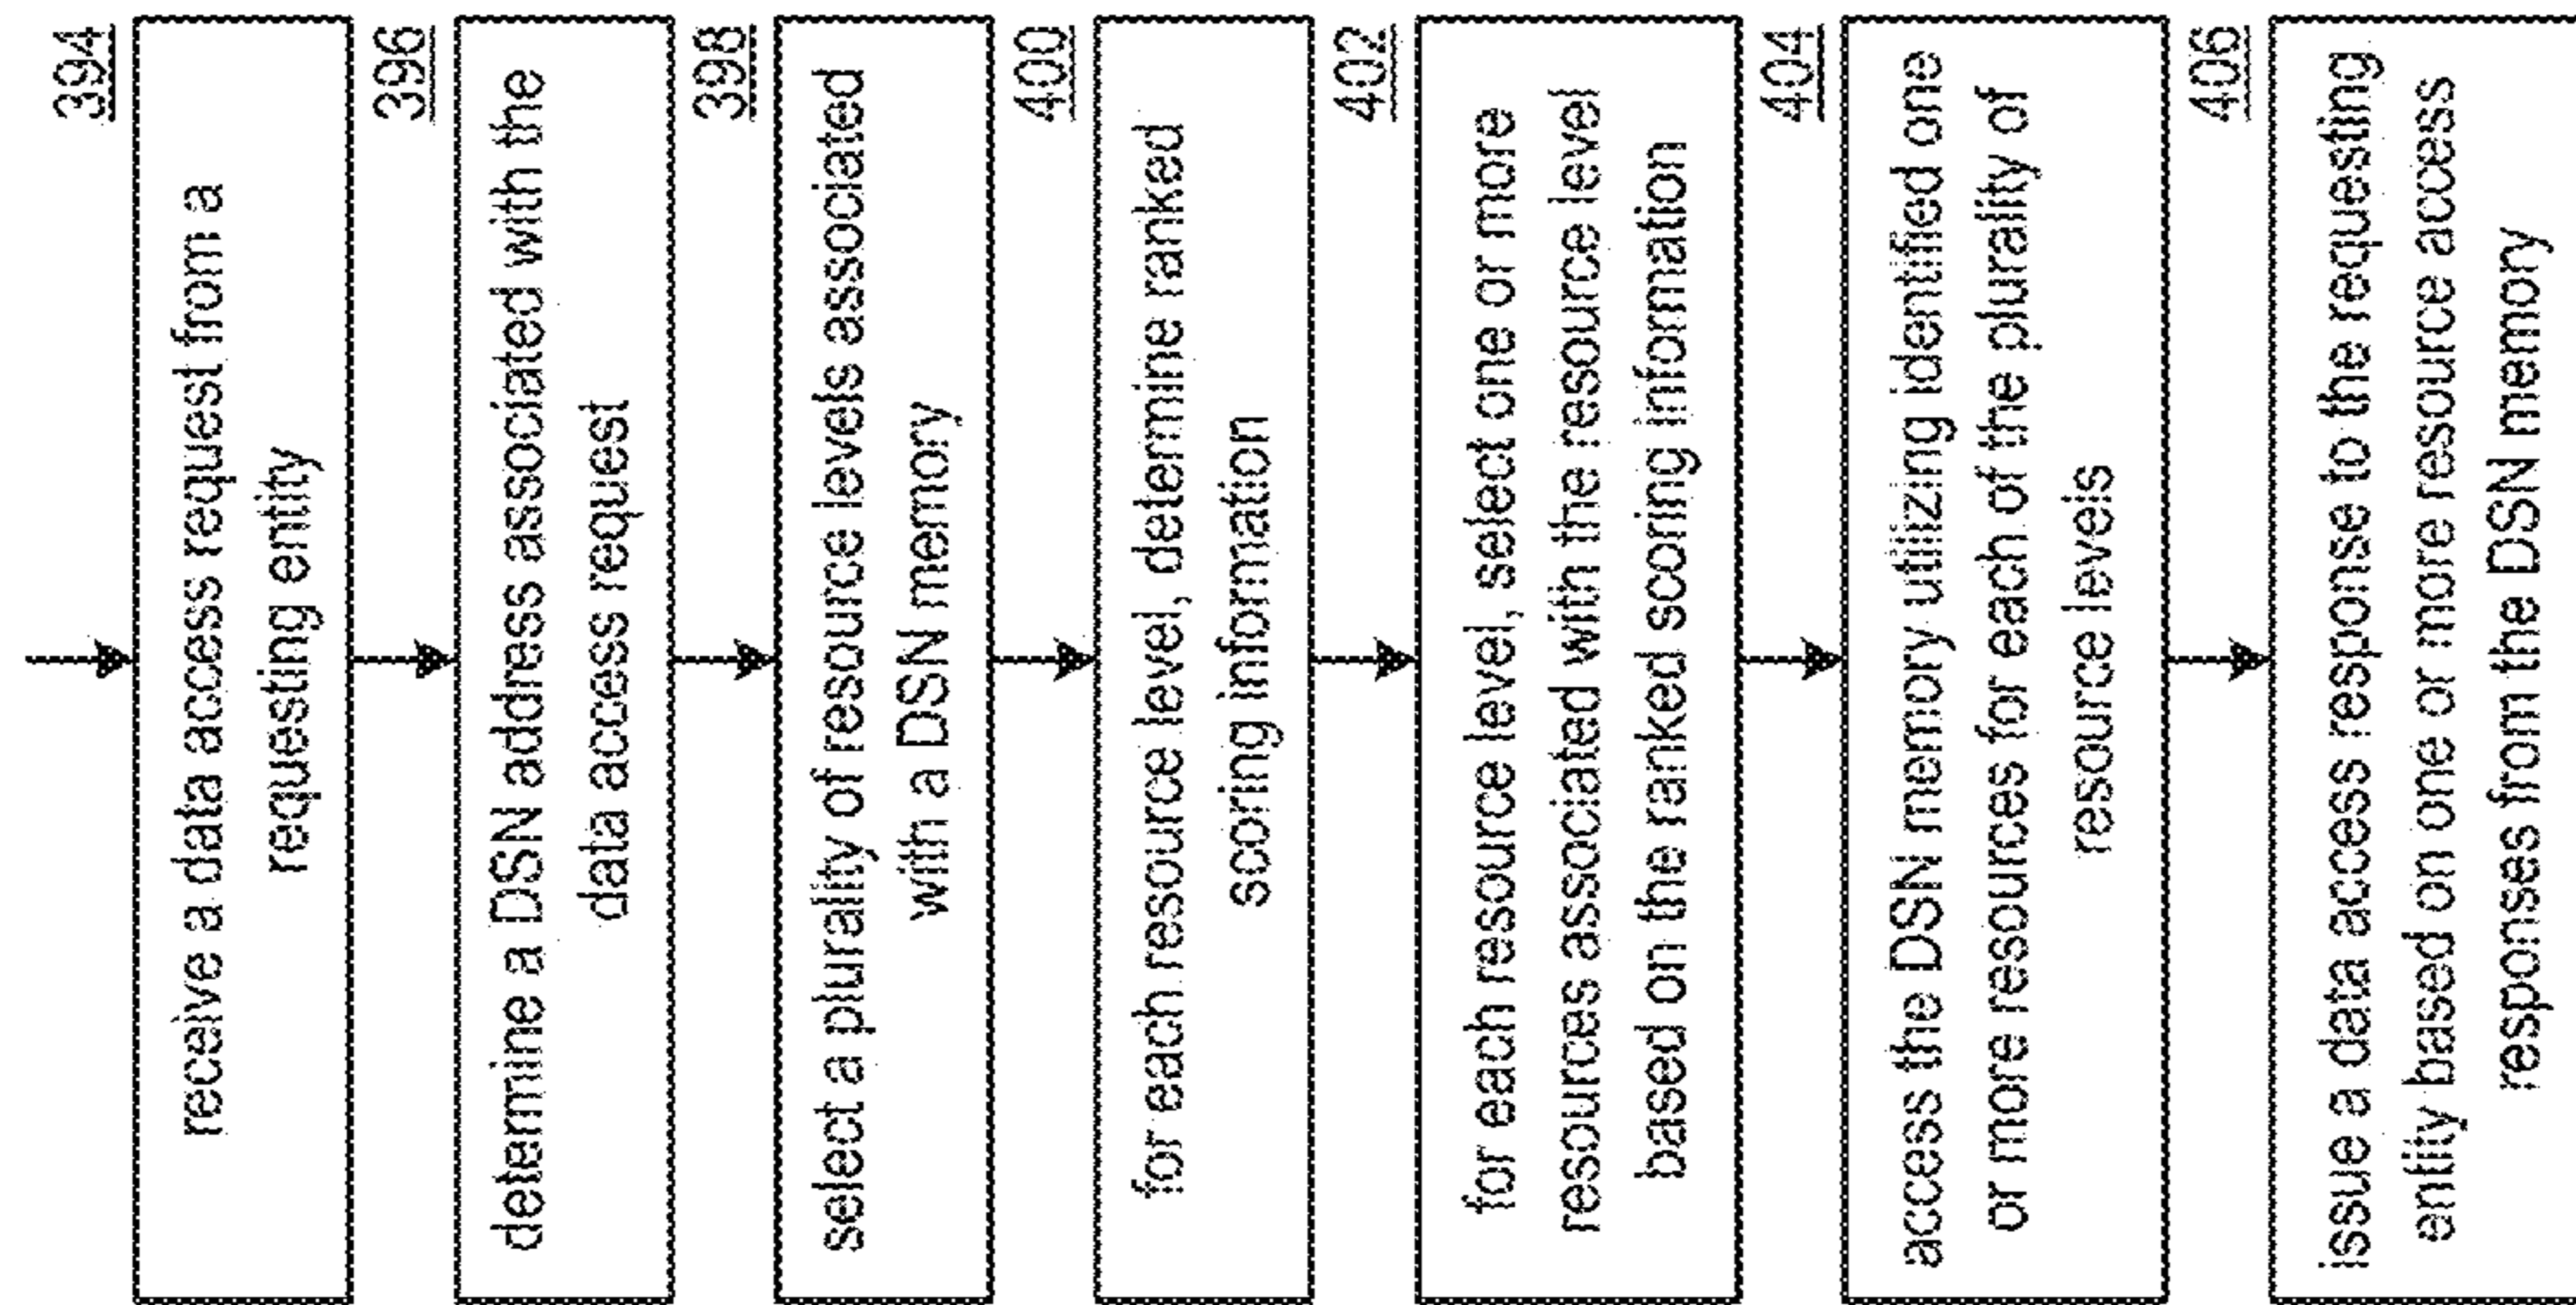 394
receive a data access request from a
requesting entity
396
determine a DSN address associated with the
data access request
398
select a plurality of resource levels associated
with a DSN memory
400
for each resource level, determine ranked
scoring information
402
for each resource level, select one or more
resources associated with the resource level
based on the ranked scoring information
404
access the DSN memory utilizing identified one
or more resources for each of the plurality of
resource levels
406
issue a data access response to the requesting
entity based on one or more resource access
responses from the DSN memory